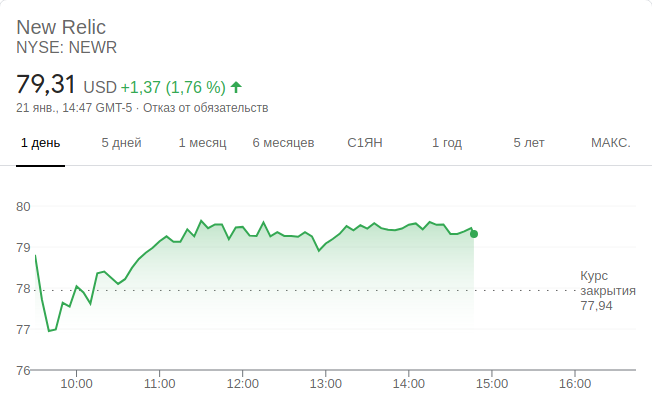 New Relic
NYSE: NEWR
79,31 USD +1,37 (1,76 %)
21 янв., 14:47 GMT-5 · Отказ от обязательств
1 день 5 дней 1 месяц 6 месяцев С1ЯН 1 год 5 лет МАКС.
80
79
78
77
76
Курс
закрытия
77,94
10:00 11:00 12:00 13:00 14:00 15:00 16:00